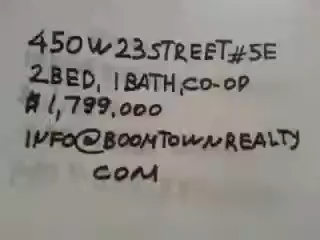 450W23STREET#5E
2BED, 1BATH,CO-OP
$1,799,000
INFO@BOOMTOWNREALTY
COM